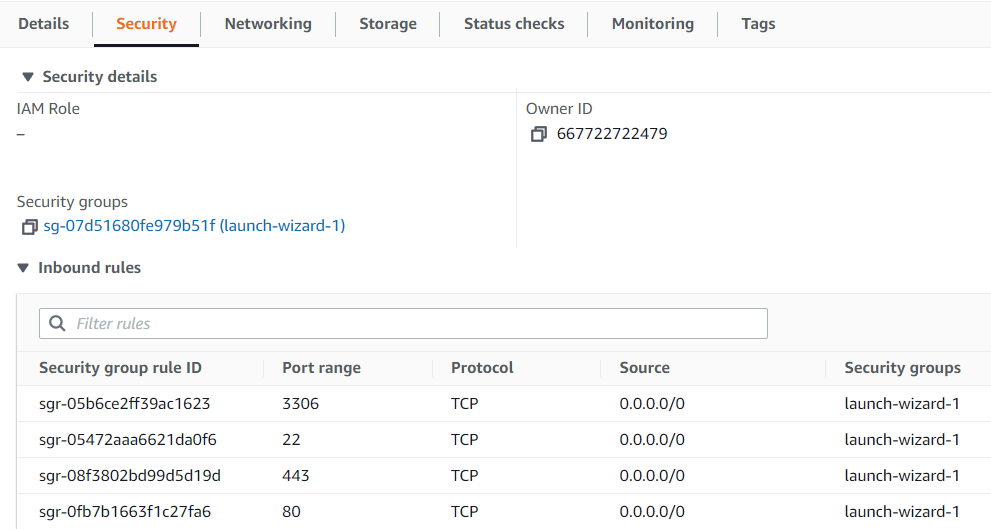 Details Security Networking Storage Status checks Monitoring Tags
Security details
IAM Role Owner ID
– 667722722479
Security groups
sg-07d51680fe979b51f (launch-wizard-1)
Inbound rules
Filter rules
Security group rule ID Port range Protocol Source Security groups
sgr-05b6ce2ff39ac1623 3306 TCP 0.0.0.0/0 launch-wizard-1
sgr-05472aaa6621da0f6 22 TCP 0.0.0.0/0 launch-wizard-1
sgr-08f3802bd99d5d19d 443 TCP 0.0.0.0/0 launch-wizard-1
sgr-0fb7b1663f1c27fa6 80 TCP 0.0.0.0/0 launch-wizard-1